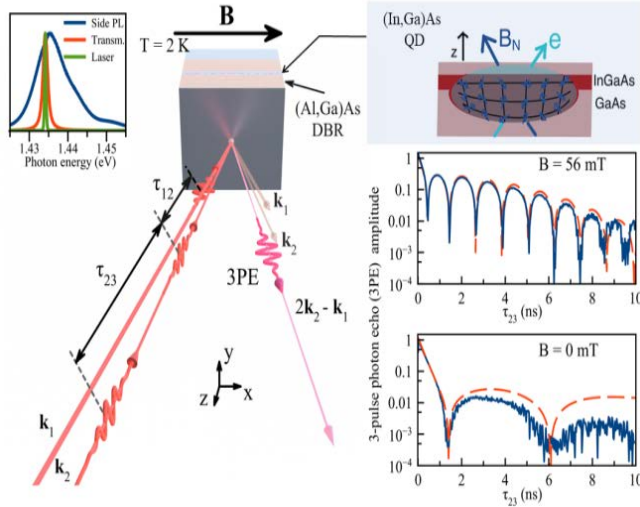 Side PL
Transm.
Laser
1.43 1.44 1.45
Photon energy (eV)
B
T = 2 K
(Al,Ga)As
DBR
τ12
τ23
k1
k2
3PE
2k2 - k1
y
z x
k1
k2
(In,Ga)As
QD
z
BN
e
InGaAs
GaAs
3-pulse photon echo (3PE) amplitude
B = 56 mT
1
0.1
0.01
10⁻³
10⁻⁴
0 2 4 6 8 10
τ23 (ns)
B = 0 mT
1
0.1
0.01
10⁻³
10⁻⁴
0 2 4 6 8 10
τ23 (ns)